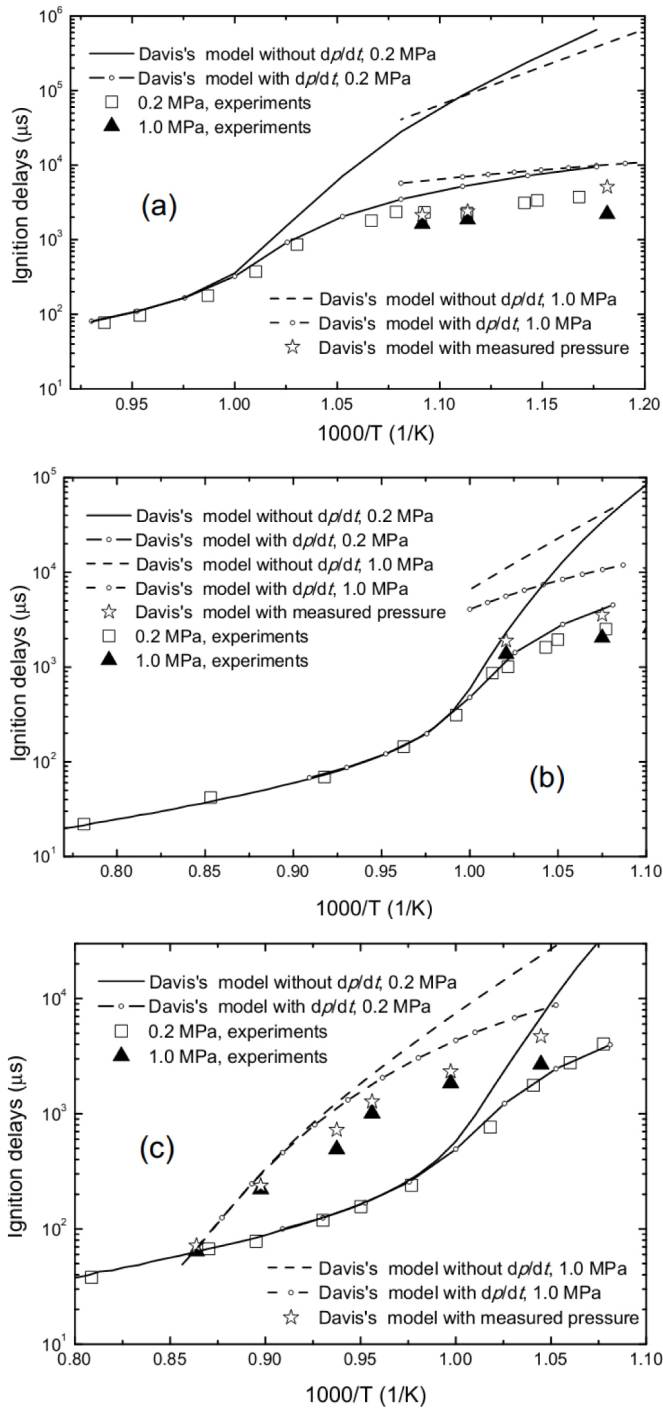 10^6
10^5
10^4
10^3
10^2
10^1
Ignition delays (μs)
Davis's model without dp/dt, 0.2 MPa
Davis's model with dp/dt, 0.2 MPa
0.2 MPa, experiments
1.0 MPa, experiments
(a)
Davis's model without dp/dt, 1.0 MPa
Davis's model with dp/dt, 1.0 MPa
Davis's model with measured pressure
0.95 1.00 1.05 1.10 1.15 1.20
1000/T (1/K)
10^5
10^4
10^3
10^2
10^1
Ignition delays (μs)
Davis's model without dp/dt, 0.2 MPa
Davis's model with dp/dt, 0.2 MPa
Davis's model without dp/dt, 1.0 MPa
Davis's model with dp/dt, 1.0 MPa
Davis's model with measured pressure
0.2 MPa, experiments
1.0 MPa, experiments
(b)
0.80 0.85 0.90 0.95 1.00 1.05 1.10
1000/T (1/K)
10^4
10^3
10^2
10^1
Ignition delays (μs)
Davis's model without dp/dt, 0.2 MPa
Davis's model with dp/dt, 0.2 MPa
0.2 MPa, experiments
1.0 MPa, experiments
(c)
Davis's model without dp/dt, 1.0 MPa
Davis's model with dp/dt, 1.0 MPa
Davis's model with measured pressure
0.80 0.85 0.90 0.95 1.00 1.05 1.10
1000/T (1/K)